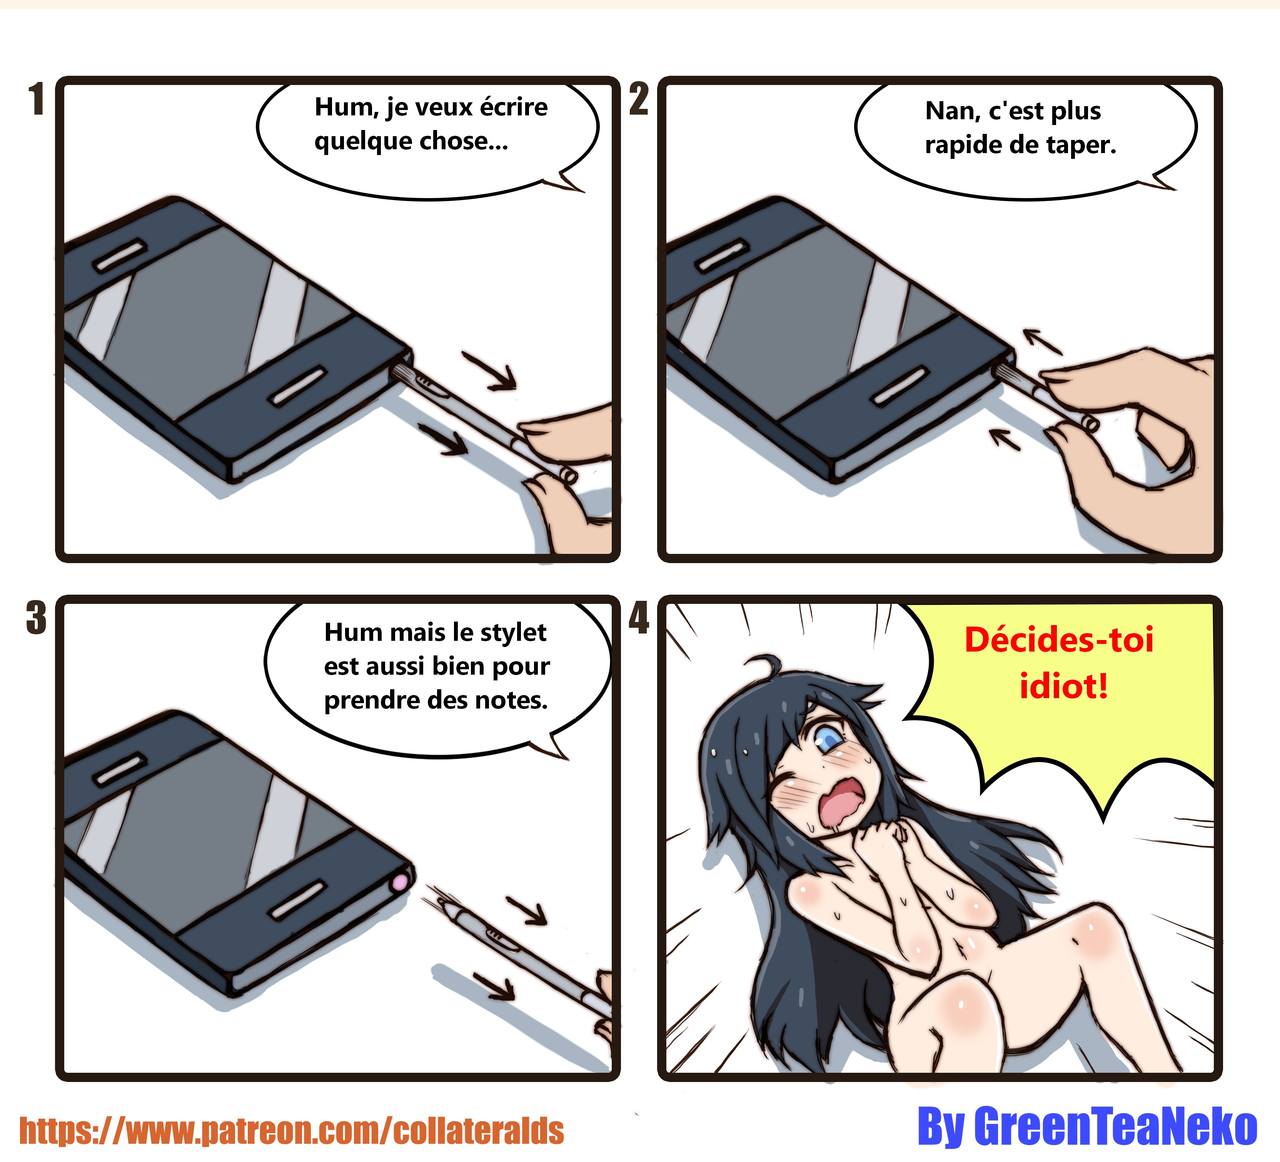 1
Hum, je veux écrire
quelque chose...
2
Nan, c'est plus
rapide de taper.
3
Hum mais le stylet
est aussi bien pour
prendre des notes.
4
Décides-toi
idiot!
https://www.patreon.com/collateralds
By GreenTeaNeko